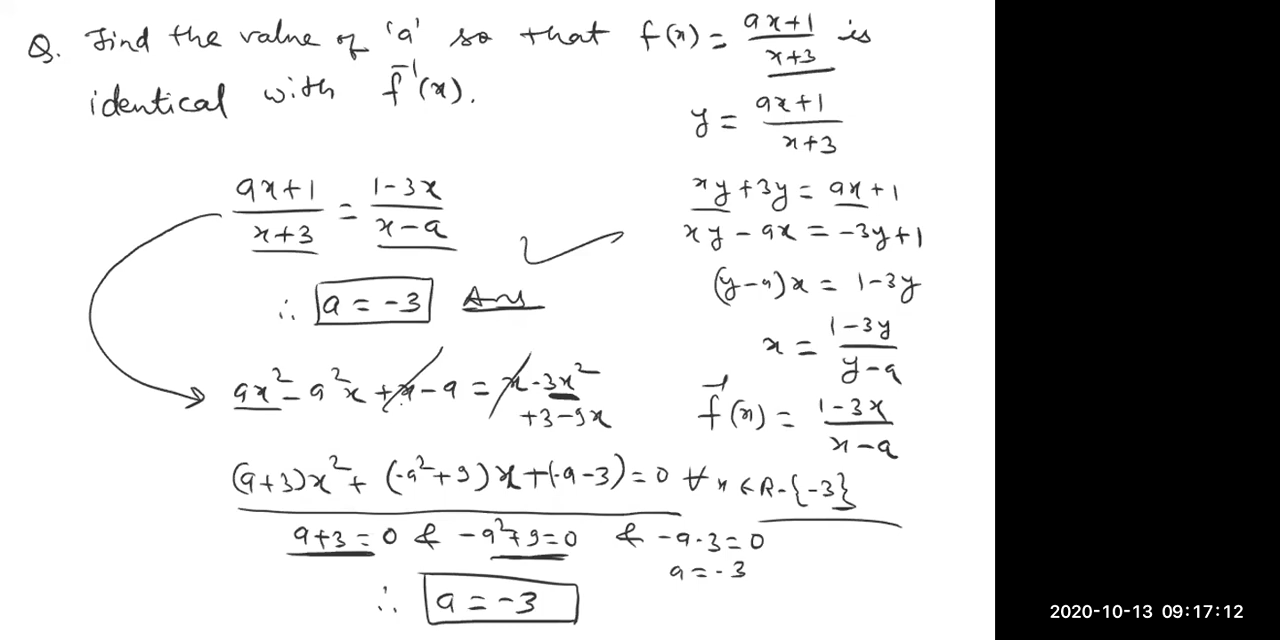 Q. Find the value of 'a' so that f(x) = (ax+1)/(x+3) is
identical with f⁻¹(x).
y = (ax+1)/(x+3)
xy + 3y = ax + 1
xy - ax = -3y + 1
(y-a)x = 1-3y
x = (1-3y)/(y-a)
f⁻¹(x) = (1-3x)/(x-a)
(ax+1)/(x+3) = (1-3x)/(x-a)
∴ a = -3 Ans
ax² - a²x + x - a = x - 3x²
+3-9x
(a+3)x² + (-a²+9)x + (-a-3) = 0 ∀ x ∈ R-{-3}
a+3 = 0 & -a²+9=0 & -a-3=0
a = -3
∴ a = -3
2020-10-13 09:17:12